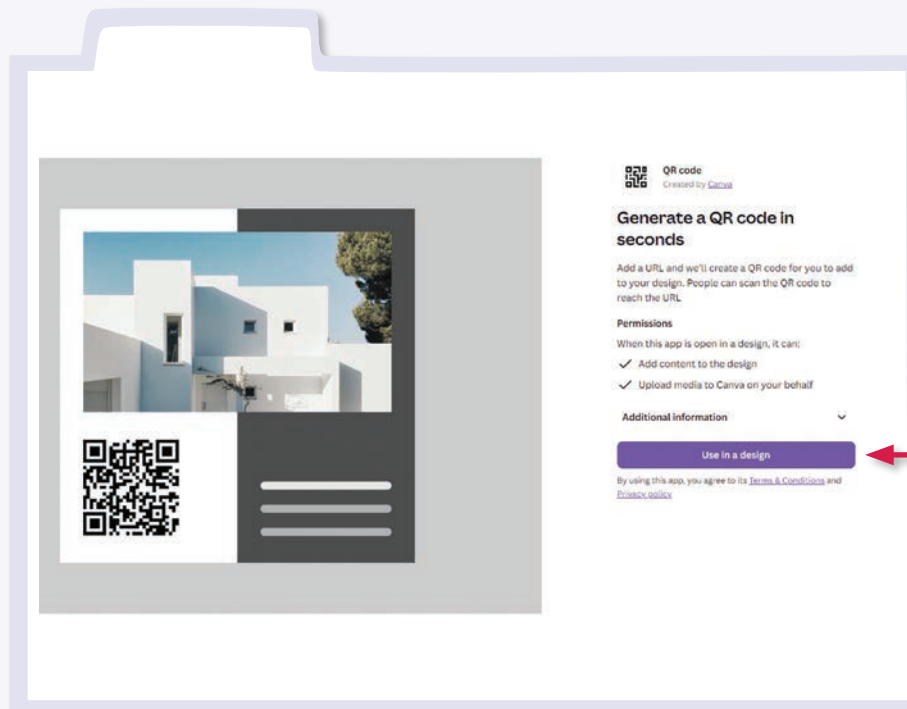 QR code
Created by Canva
Generate a QR code in
seconds
Add a URL and we'll create a QR code for you to add
to your design. People can scan the QR code to
reach the URL
Permissions
When this app is open in a design, it can:
Add content to the design
Upload media to Canva on your behalf
Additional information
Use in a design
By using this app, you agree to its Terms & Conditions and
Privacy policy